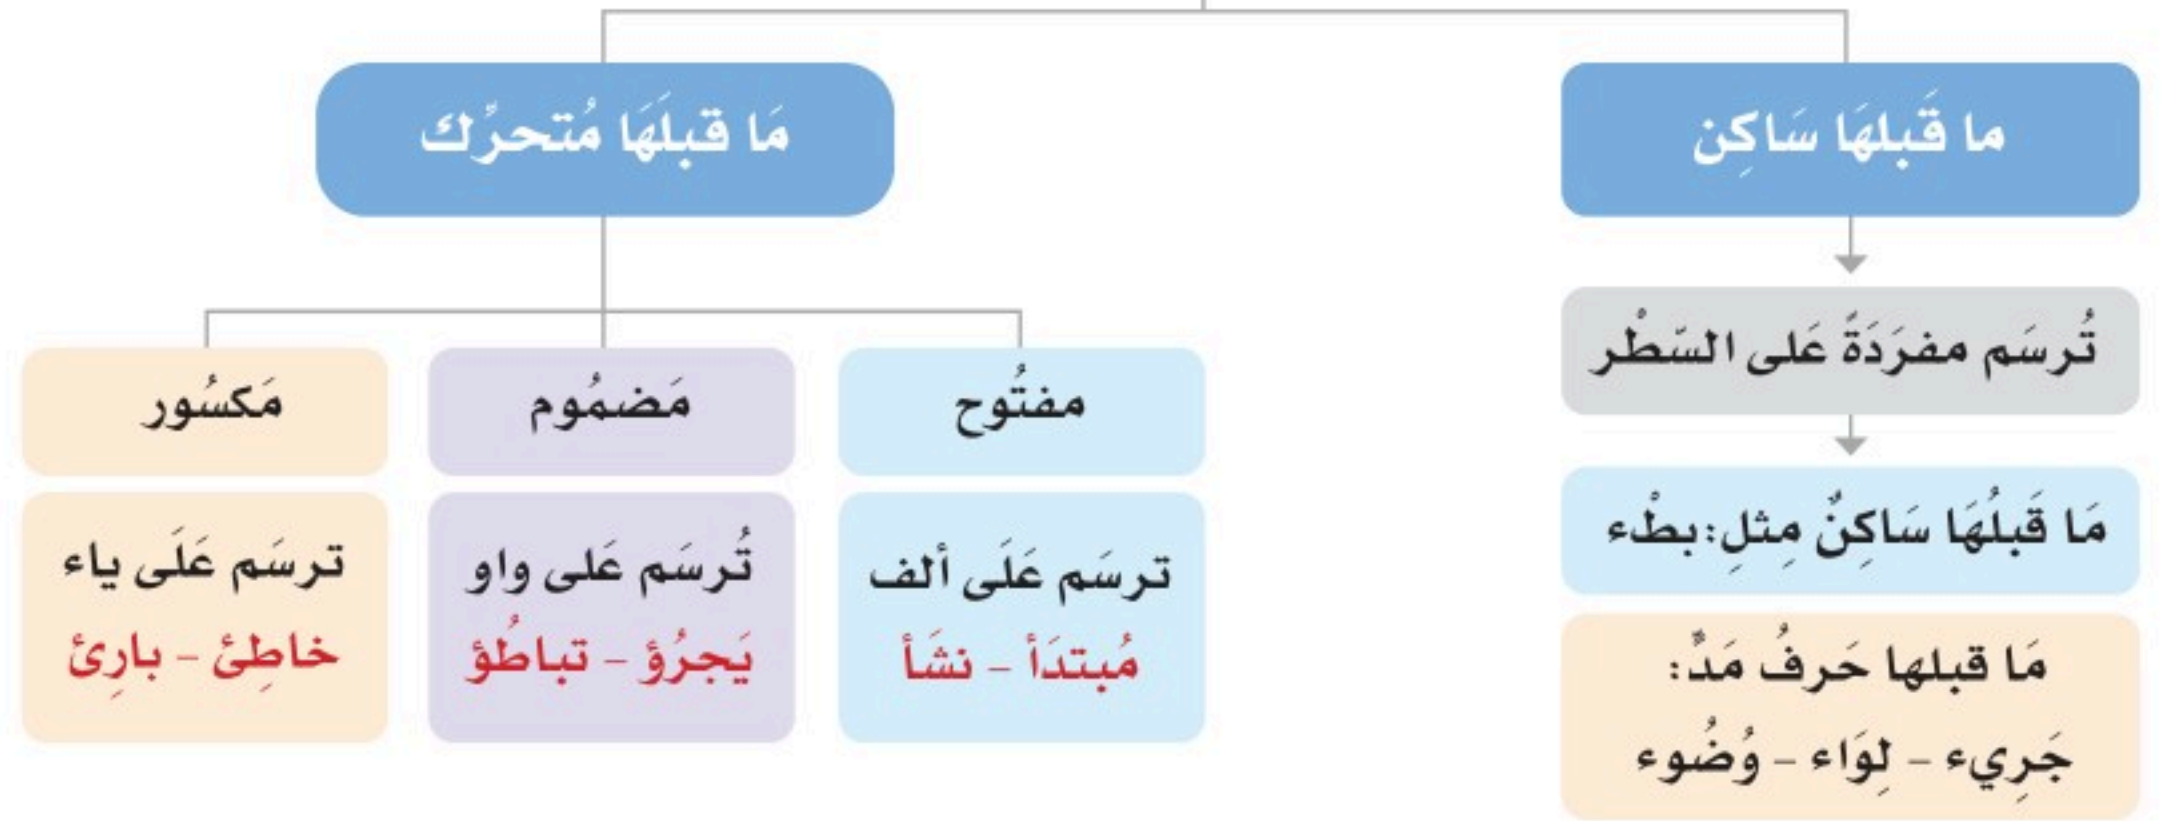 ما قَبلهَا سَاكِن
تُرسَم مفرَدَةً عَلى السّطْر
مَا قَبلُهَا سَاكِنٌ مِثلِ: بطْء
مَا قبلها حَرفُ مَدٌّ:
جَرِيء - لِوَاء - وُضُوء
مَا قبلَهَا مُتحرِّك
مفتُوح
ترسَم عَلَى ألف
مُبتدَأ - نشَأ
مَضمُوم
تُرسَم عَلى واو
يَجرُؤ - تباطُؤ
مَكسُور
ترسَم عَلَى ياء
خاطِئ - بارِئ